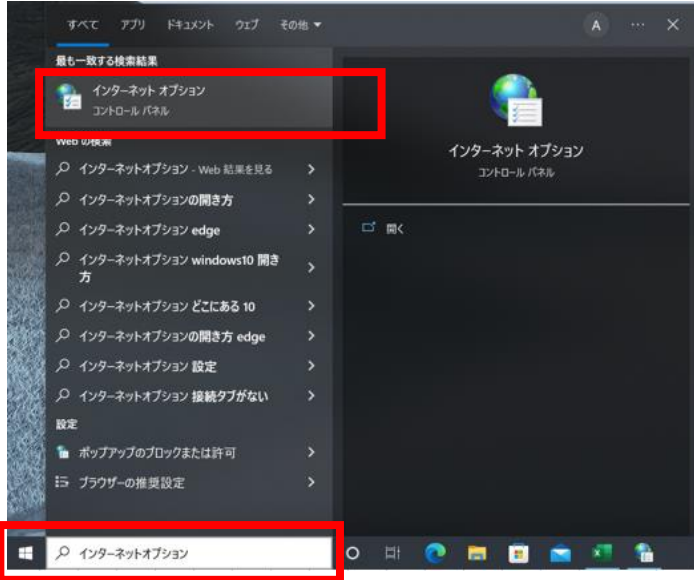 すべて アプリ ドキュメント ウェブ その他 ▼ A ··· ×
最も一致する検索結果
インターネット オプション
コントロール パネル
Web の検索
インターネットオプション - Web 結果を見る
インターネットオプションの開き方
インターネットオプション edge
インターネットオプション windows10 開き
方
インターネットオプション どこにある 10
インターネットオプションの開き方 edge
インターネットオプション 設定
インターネットオプション 接続タブがない
設定
ポップアップのブロックまたは許可
ブラウザーの推奨設定
インターネット オプション
コントロール パネル
開く
インターネットオプション